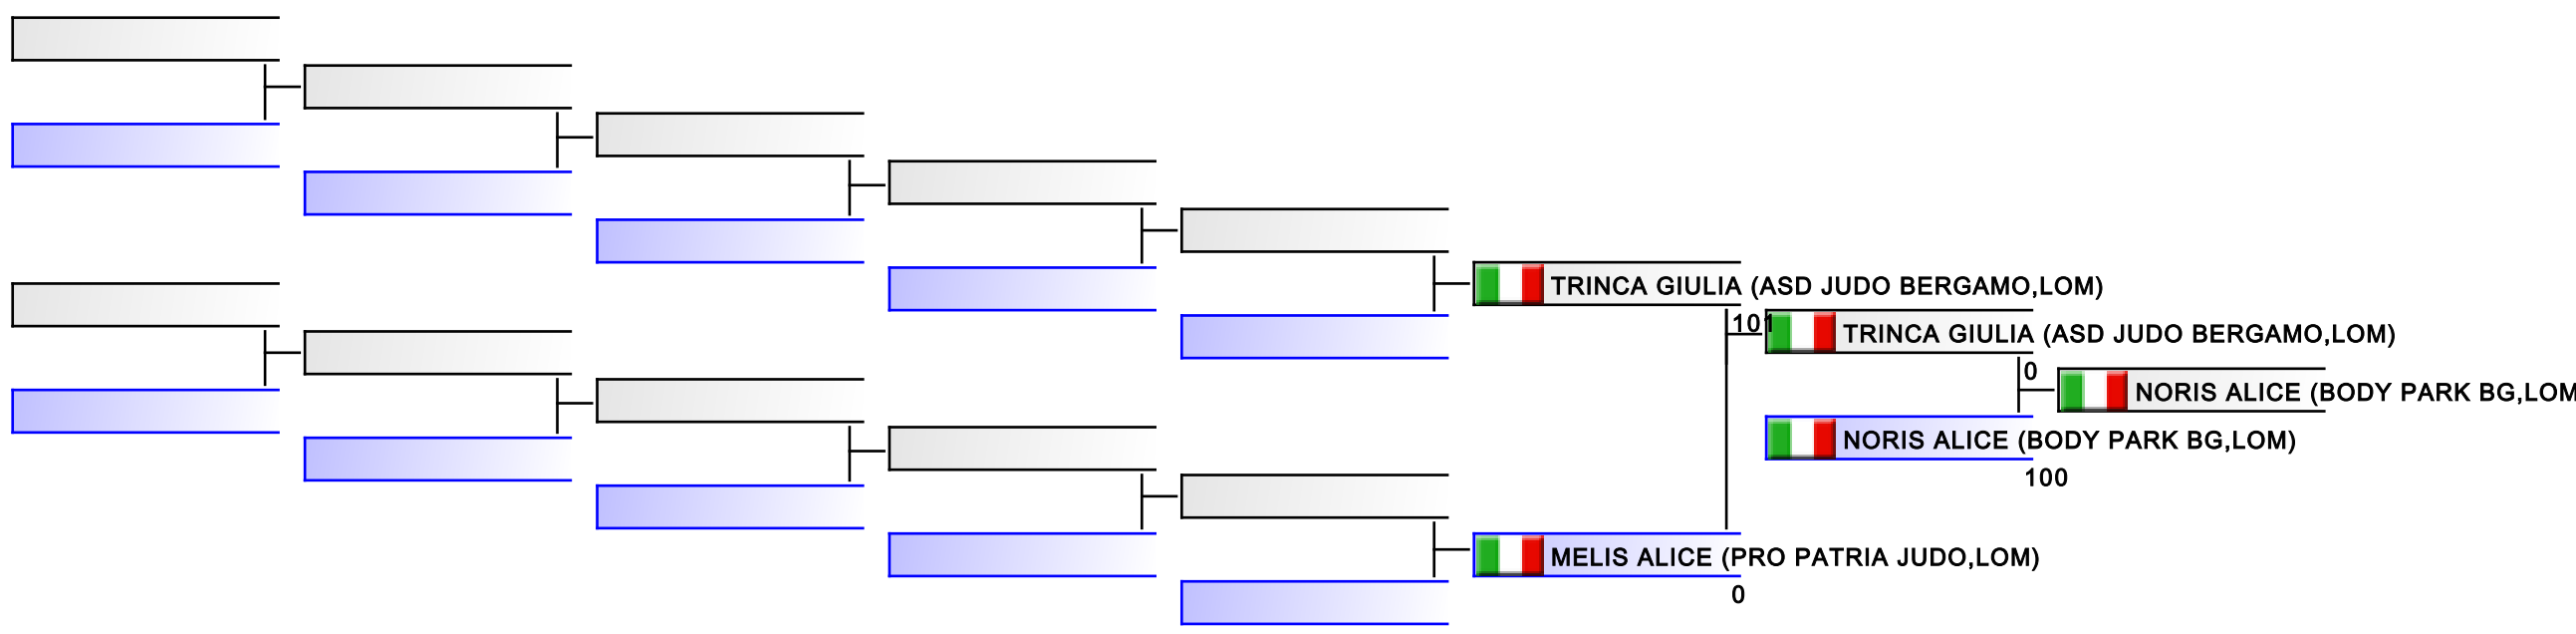 TRINCA GIULIA (ASD JUDO BERGAMO,LOM)
101
TRINCA GIULIA (ASD JUDO BERGAMO,LOM)
0
NORIS ALICE (BODY PARK BG,LOM
NORIS ALICE (BODY PARK BG,LOM)
100
MELIS ALICE (PRO PATRIA JUDO,LOM)
0